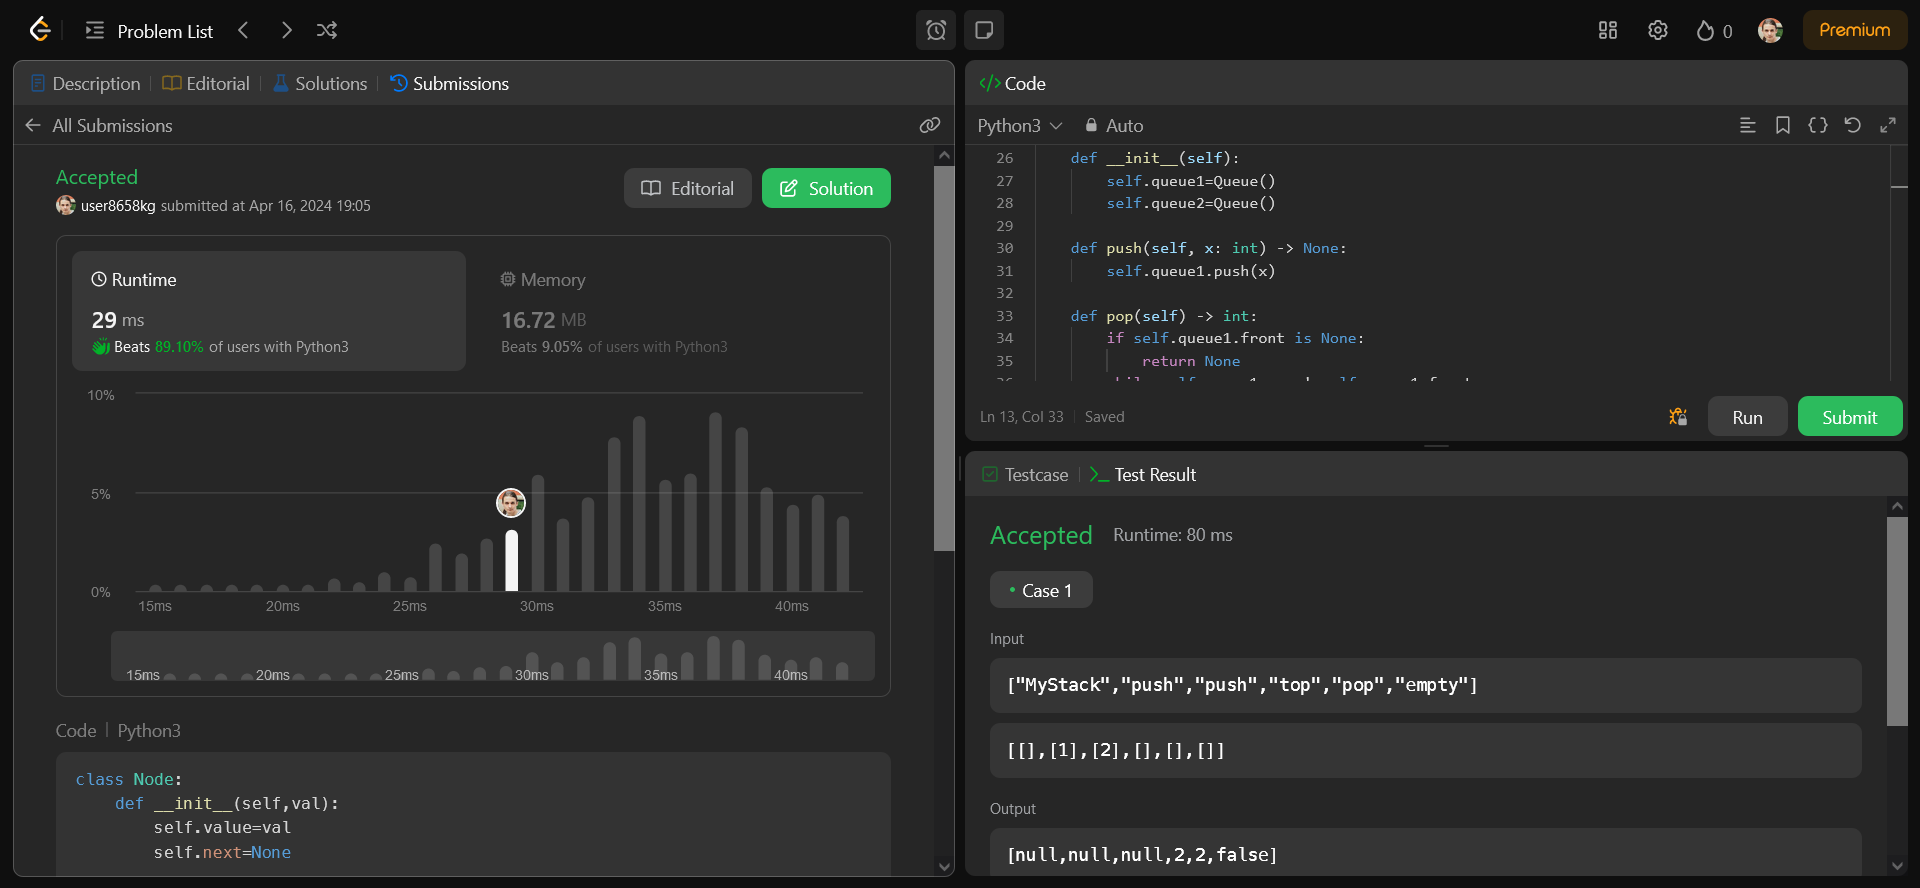 Problem List
0
Premium
Description
Editorial
Solutions
Submissions
All Submissions
Accepted
user8658kg submitted at Apr 16, 2024 19:05
Editorial
Solution
Runtime
29 ms
Beats 89.10% of users with Python3
Memory
16.72 MB
Beats 9.05% of users with Python3
10%
5%
0%
15ms
20ms
25ms
30ms
35ms
40ms
15ms
20ms
25ms
30ms
35ms
40ms
Code
Python3
class Node:
    def __init__(self,val):
        self.value=val
        self.next=None
Code
Python3
Auto
26     def __init__(self):
27         self.queue1=Queue()
28         self.queue2=Queue()
29
30     def push(self, x: int) -> None:
31         self.queue1.push(x)
32
33     def pop(self) -> int:
34         if self.queue1.front is None:
35             return None
Ln 13, Col 33
Saved
Run
Submit
Testcase
Test Result
Accepted
Runtime: 80 ms
• Case 1
Input
["MyStack","push","push","top","pop","empty"]
[[],[1],[2],[],[],[]]
Output
[null,null,null,2,2,false]